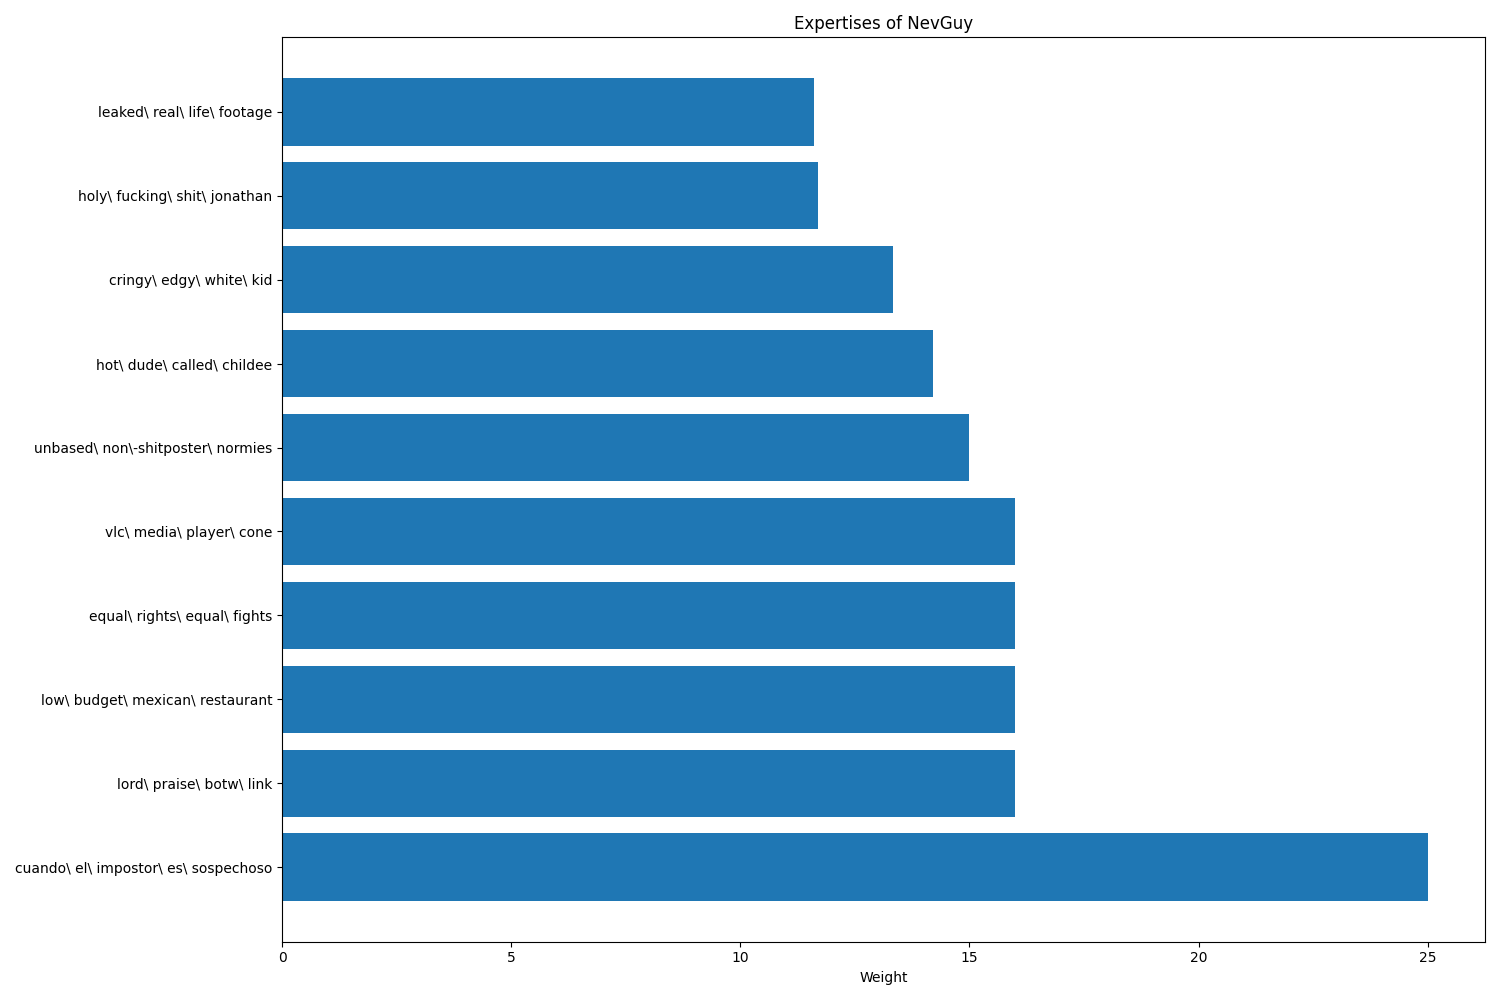 Expertises of NevGuy
leaked\ real\ life\ footage
holy\ fucking\ shit\ jonathan
cringy\ edgy\ white\ kid
hot\ dude\ called\ childee
unbased\ non\-shitposter\ normies
vlc\ media\ player\ cone
equal\ rights\ equal\ fights
low\ budget\ mexican\ restaurant
lord\ praise\ botw\ link
cuando\ el\ impostor\ es\ sospechoso
0 5 10 15 20 25
Weight